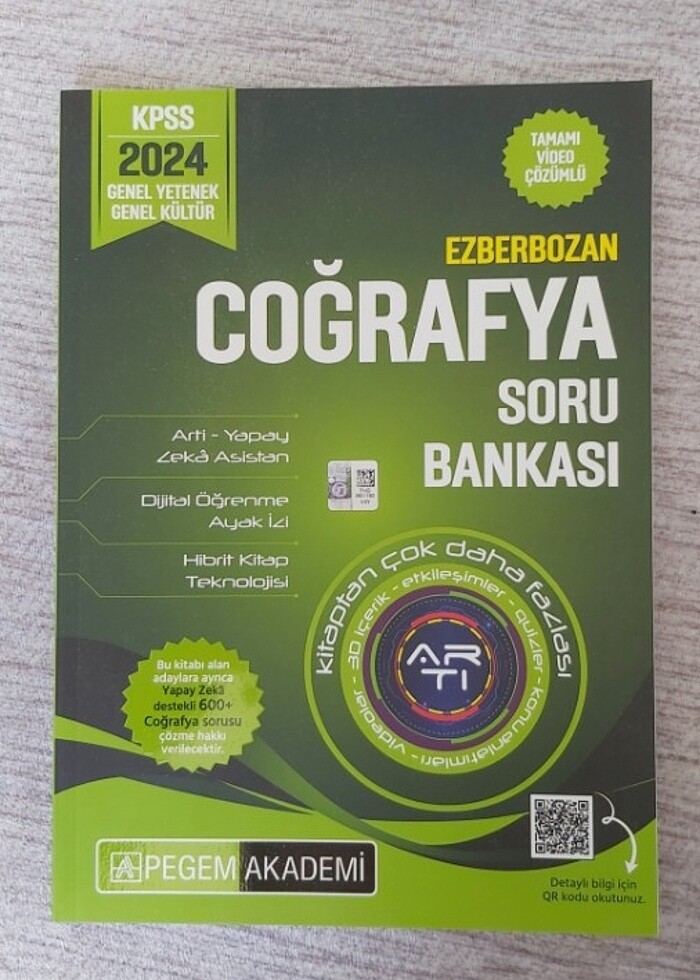 KPSS
2024
GENEL YETENEK
GENEL KÜLTÜR
TAMAMI
VİDEO
ÇÖZÜMLÜ
EZBERBOZAN
COĞRAFYA
SORU
BANKASI
Arti - Yapay
Zekâ Asistan
Dijital Öğrenme
Ayak İzi
Hibrit Kitap
Teknolojisi
kitaptan çok daha fazlası
videolar - 3D içerik - etkileşimler - quizler - konu anlatımları -
ARTI
Bu kitabı alan
adaylara ayrıca
Yapay Zekâ
destekli 600+
Coğrafya sorusu
çözme hakkı
verilecektir.
PEGEM AKADEMİ
Detaylı bilgi için
QR kodu okutunuz.